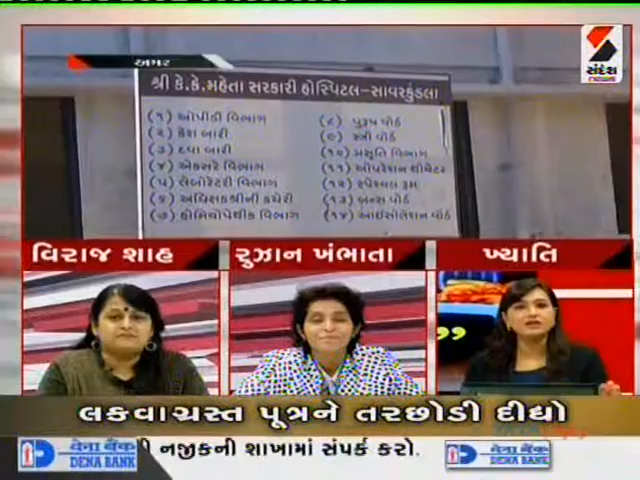 સંદેશ
અમર
શ્રી કે.કે.મહેતા સરકારી હોસ્પિટલ-સાવરકુંડલા
(૧) ઓપીડી વિભાગ
(૨) કેશ બારી
(૩) દવા બારી
(૪) એકસરે વિભાગ
(૫) લેબોરેટરી વિભાગ
(૬) અધિક્ષકશ્રીની કચેરી
(૭) હોમિયોપેથીક વિભાગ
(૮) પુરૂષ વોર્ડ
(૯) સ્ત્રી વોર્ડ
(૧૦) પ્રસુતિ વિભાગ
(૧૧) ઓપરેશન થીયેટર
(૧૨) સ્પેશ્યલ રૂમ
(૧૩) બર્ન્સ વોર્ડ
(૧૪) આઈસોલેશન વોર્ડ
વિરાજ શાહ
રુઝાન ખંભાતા
ખ્યાતિ
લકવાગ્રસ્ત પૂત્રને તરછોડી દીધો
देना बैंक
DENA BANK
ી નજીકની શાખામાં સંપર્ક કરો.
देना बैंक
DENA BANK